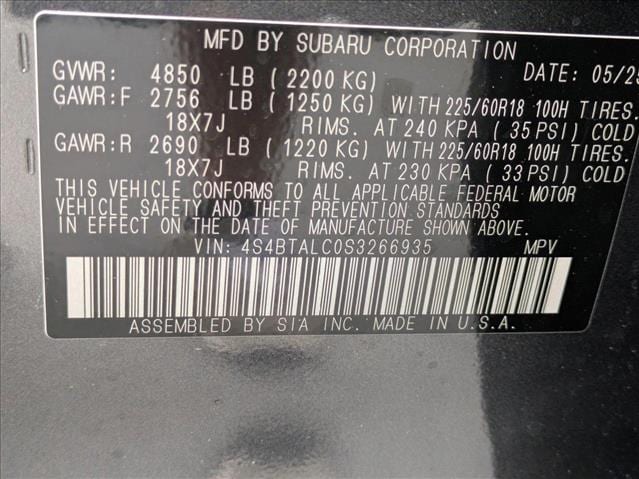 MFD BY SUBARU CORPORATION
GVWR: 4850 LB ( 2200 KG) DATE: 05/25
GAWR:F 2756 LB ( 1250 KG) WITH 225/60R18 100H TIRES.
18X7J RIMS. AT 240 KPA ( 35 PSI) COLD
GAWR:R 2690 LB ( 1220 KG) WITH 225/60R18 100H TIRES.
18X7J RIMS. AT 230 KPA ( 33 PSI) COLD
THIS VEHICLE CONFORMS TO ALL APPLICABLE FEDERAL MOTOR
VEHICLE SAFETY AND THEFT PREVENTION STANDARDS
IN EFFECT ON THE DATE OF MANUFACTURE SHOWN ABOVE.
VIN: 4S4BTALC0S3266935 MPV
ASSEMBLED BY SIA INC. MADE IN U.S.A.